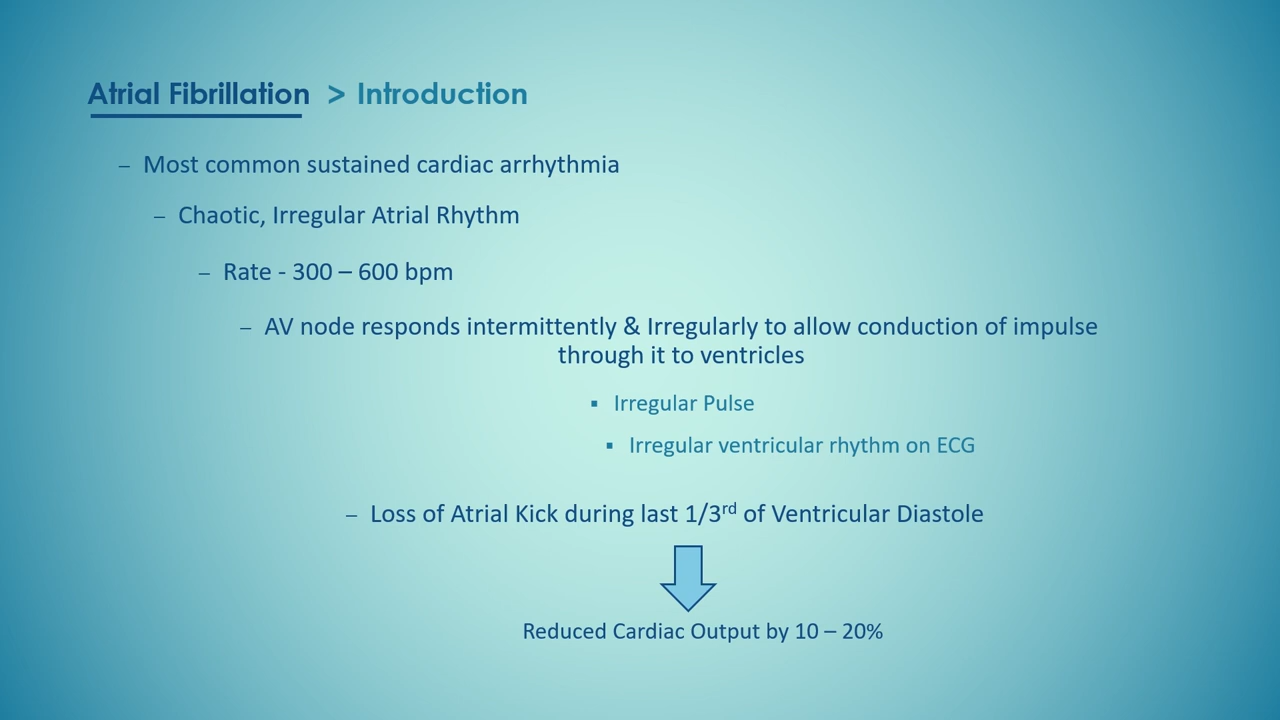 Atrial Fibrillation > Introduction
– Most common sustained cardiac arrhythmia
– Chaotic, Irregular Atrial Rhythm
– Rate - 300 – 600 bpm
– AV node responds intermittently & Irregularly to allow conduction of impulse
through it to ventricles
▪ Irregular Pulse
▪ Irregular ventricular rhythm on ECG
– Loss of Atrial Kick during last 1/3rd of Ventricular Diastole
Reduced Cardiac Output by 10 – 20%